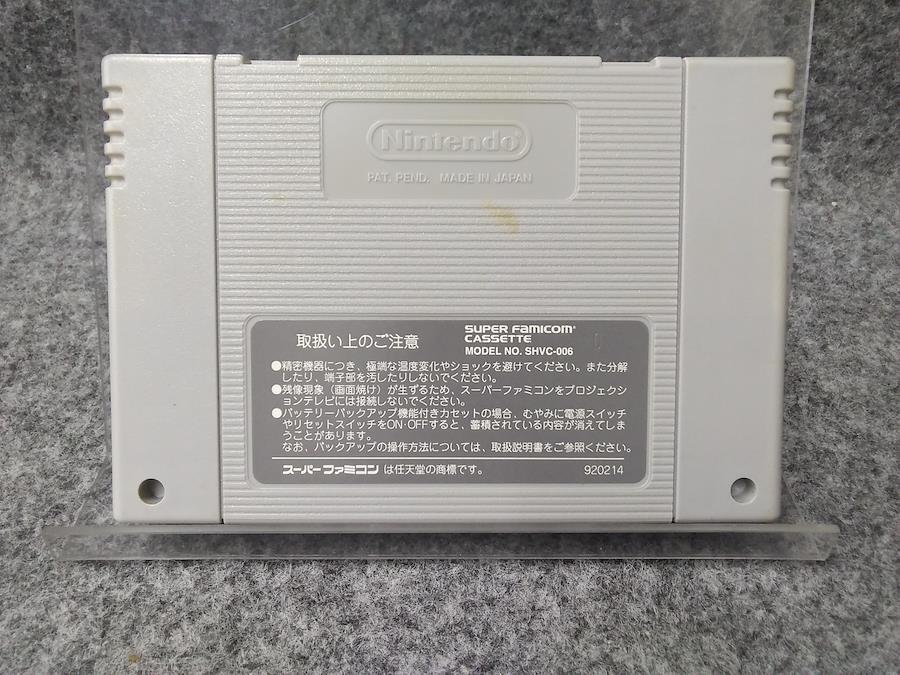 Nintendo
PAT. PEND. MADE IN JAPAN
取扱い上のご注意
SUPER FAMICOM®
CASSETTE
MODEL NO. SHVC-006
●精密機器につき、極端な温度変化やショックを避けてください。また分解
したり、端子部を汚したりしないでください。
●残像現象（画面焼け）が生ずるため、スーパーファミコンをプロジェクシ
ョンテレビには接続しないでください。
●バッテリーバックアップ機能付きカセットの場合、むやみに電源スイッチ
やリセットスイッチをON·OFFすると、蓄積されている内容が消えてしま
うことがあります。
なお、バックアップの操作方法については、取扱説明書をご参照ください。
スーパーファミコン は任天堂の商標です。 920214